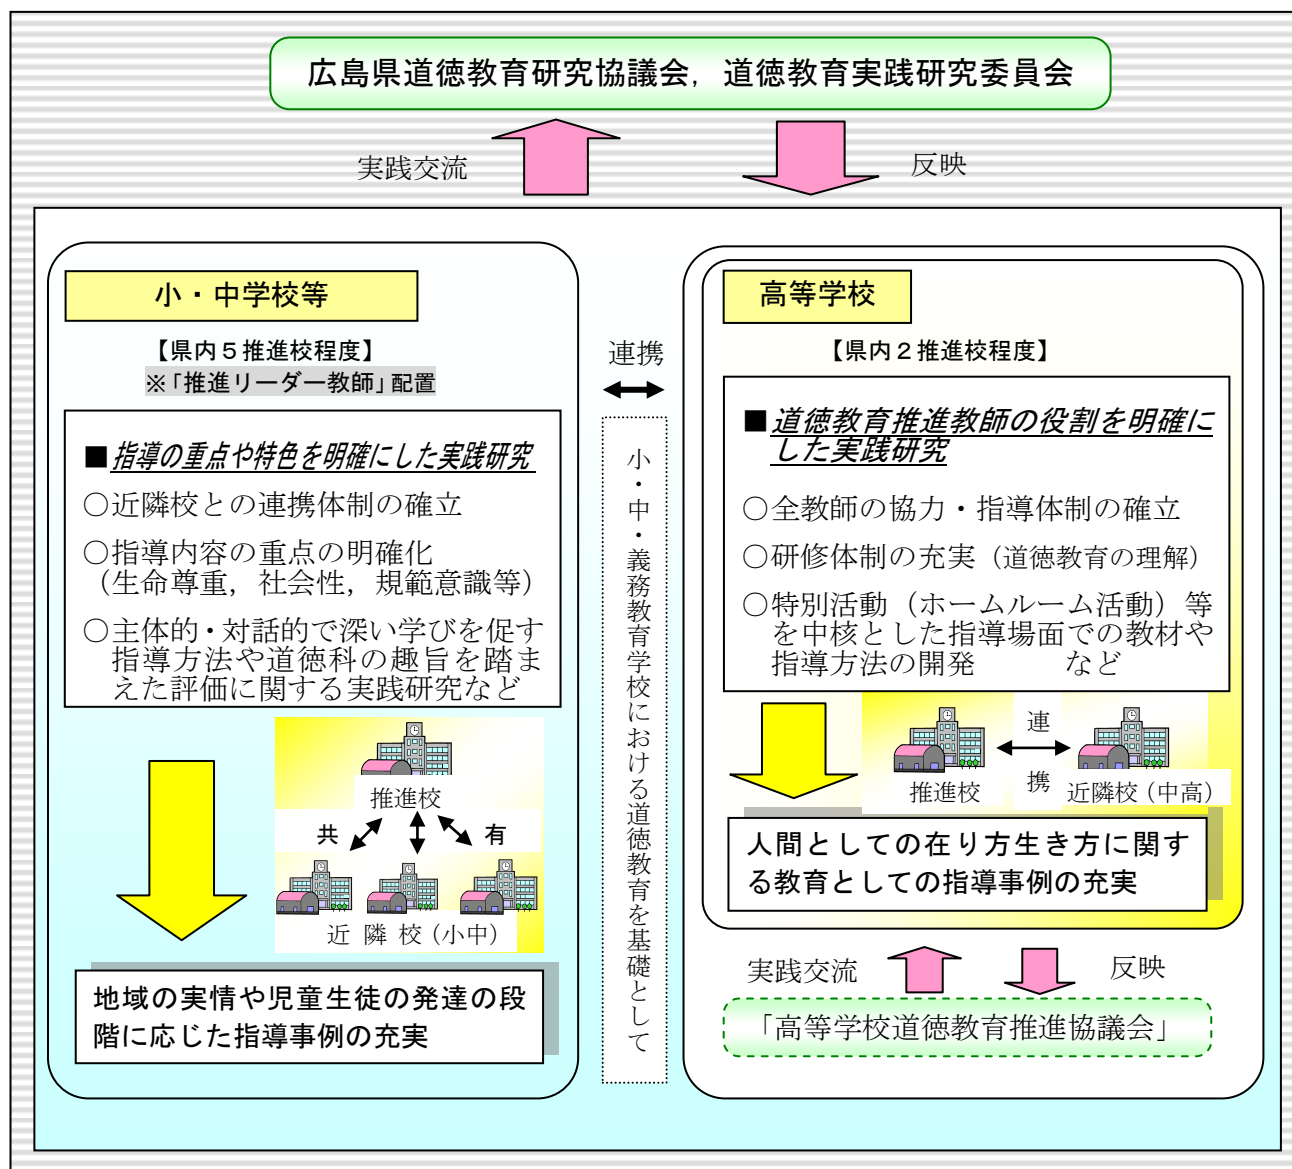 広島県道徳教育研究協議会，道徳教育実践研究委員会
実践交流
反映
小・中学校等
【県内５推進校程度】
※「推進リーダー教師」配置
■指導の重点や特色を明確にした実践研究
○近隣校との連携体制の確立
○指導内容の重点の明確化
（生命尊重，社会性，規範意識等）
○主体的・対話的で深い学びを促す
指導方法や道徳科の趣旨を踏ま
えた評価に関する実践研究など
推進校
共 有
近 隣 校（小中）
地域の実情や児童生徒の発達の段
階に応じた指導事例の充実
連携
小・中・義務教育学校における道徳教育を基礎として
高等学校
【県内２推進校程度】
■道徳教育推進教師の役割を明確に
した実践研究
○全教師の協力・指導体制の確立
○研修体制の充実（道徳教育の理解）
○特別活動（ホームルーム活動）等
を中核とした指導場面での教材や
指導方法の開発 など
連
携
推進校
近隣校（中高）
人間としての在り方生き方に関す
る教育としての指導事例の充実
実践交流
反映
「高等学校道徳教育推進協議会」